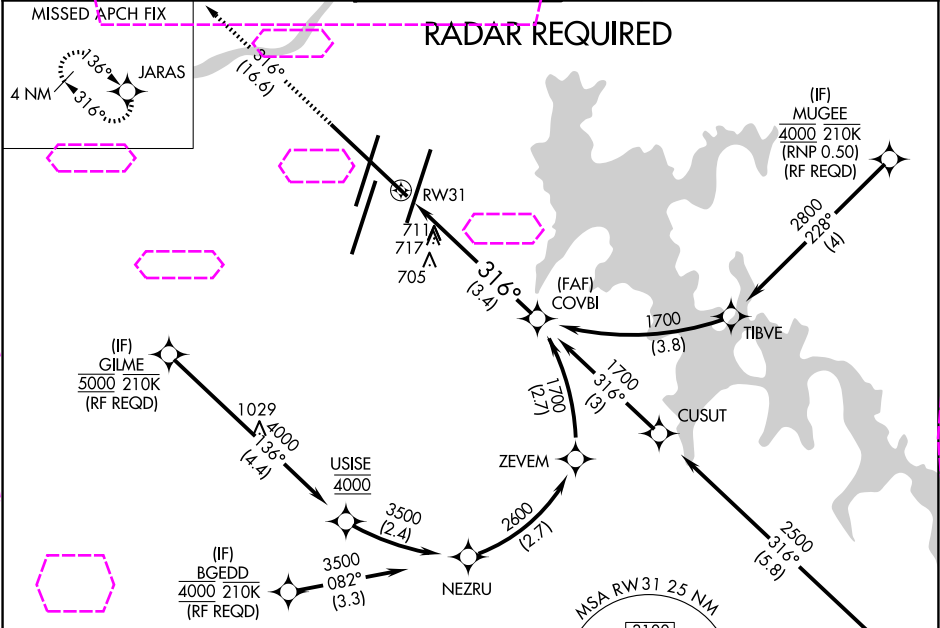 MISSED APCH FIX
136°
JARAS
4 NM
316°
RADAR REQUIRED
316°
(16.6)
(IF)
MUGEE
4000 210K
(RNP 0.50)
(RF REQD)
RW31
711
717
705
2800
228°
(4)
316°
(3.4)
(FAF)
COVBI
1700
(3.8)
TIBVE
(IF)
GILME
5000 210K
(RF REQD)
1029
4000
136°
(4.4)
1700
(2.7)
1700
316°
(3)
CUSUT
ZEVEM
USISE
4000
3500
(2.4)
2600
(2.7)
2500
316°
(5.8)
(IF)
BGEDD
4000 210K
(RF REQD)
3500
082°
(3.3)
NEZRU
MSA RW31 25 NM